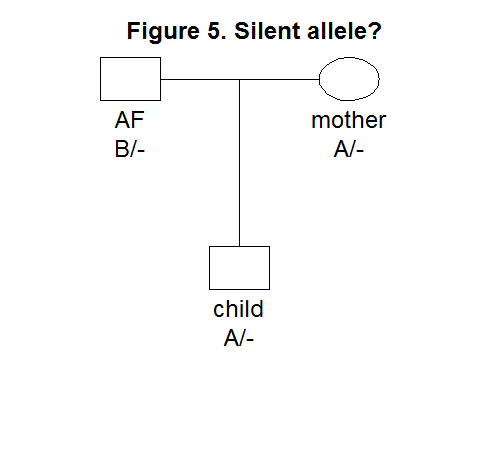 Figure 5. Silent allele?
AF
B/-
mother
A/-
child
A/-